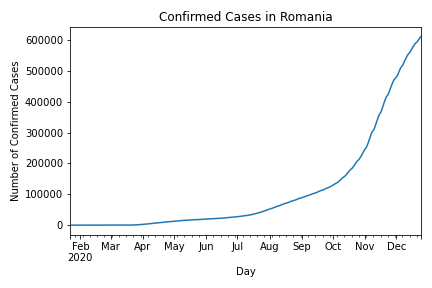 Confirmed Cases in Romania
Number of Confirmed Cases
600000
500000
400000
300000
200000
100000
0
Feb Mar Apr May Jun Jul Aug Sep Oct Nov Dec
2020
Day